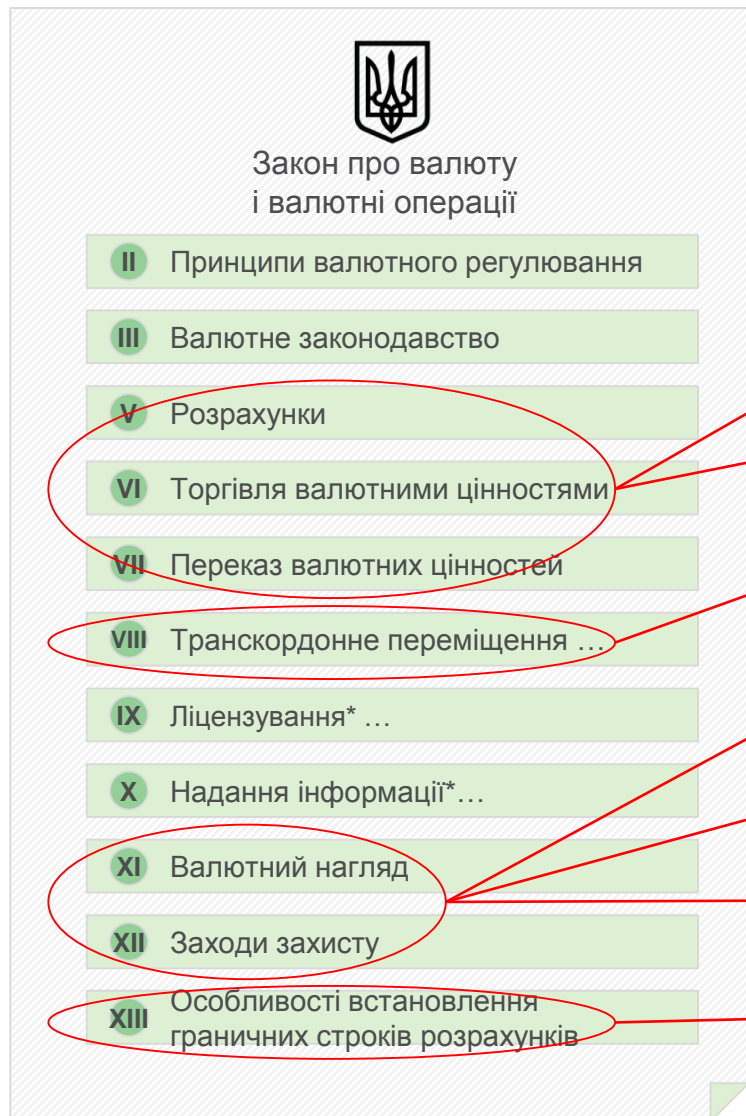 Закон про валюту
і валютні операції
II Принципи валютного регулювання
III Валютне законодавство
V Розрахунки
VI Торгівля валютними цінностями
VII Переказ валютних цінностей
VIII Транскордонне переміщення …
IX Ліцензування* …
X Надання інформації*…
XI Валютний нагляд
XII Заходи захисту
XIII Особливості встановлення
граничних строків розрахунків